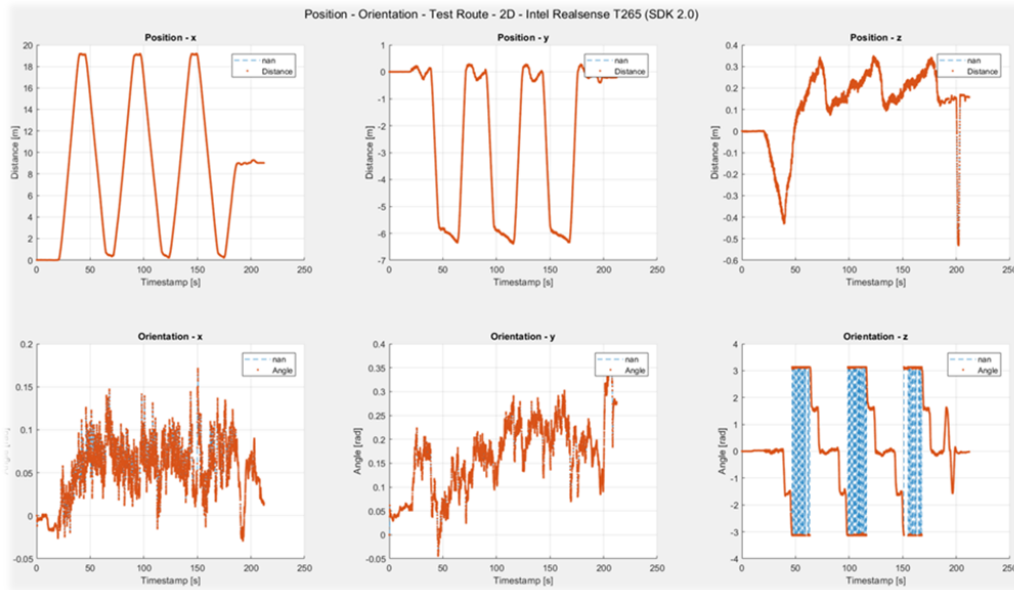 Position - Orientation - Test Route - 2D - Intel Realsense T265 (SDK 2.0)
Position - x
20
18
16
14
12
10
8
6
4
2
0
Distance [m]
0 50 100 150 200 250
Timestamp [s]
nan
Distance
Position - y
1
0
-1
-2
-3
-4
-5
-6
-7
Distance [m]
0 50 100 150 200 250
Timestamp [s]
nan
Distance
Position - z
0.4
0.3
0.2
0.1
0
-0.1
-0.2
-0.3
-0.4
-0.5
-0.6
Distance [m]
0 50 100 150 200 250
Timestamp [s]
nan
Distance
Orientation - x
0.2
0.15
0.1
0.05
0
-0.05
0 50 100 150 200 250
Timestamp [s]
nan
Angle
Orientation - y
0.4
0.35
0.3
0.25
0.2
0.15
0.1
0.05
0
-0.05
Angle [rad]
0 50 100 150 200 250
Timestamp [s]
nan
Angle
Orientation - z
4
3
2
1
0
-1
-2
-3
-4
Angle [rad]
0 50 100 150 200 250
Timestamp [s]
nan
Angle